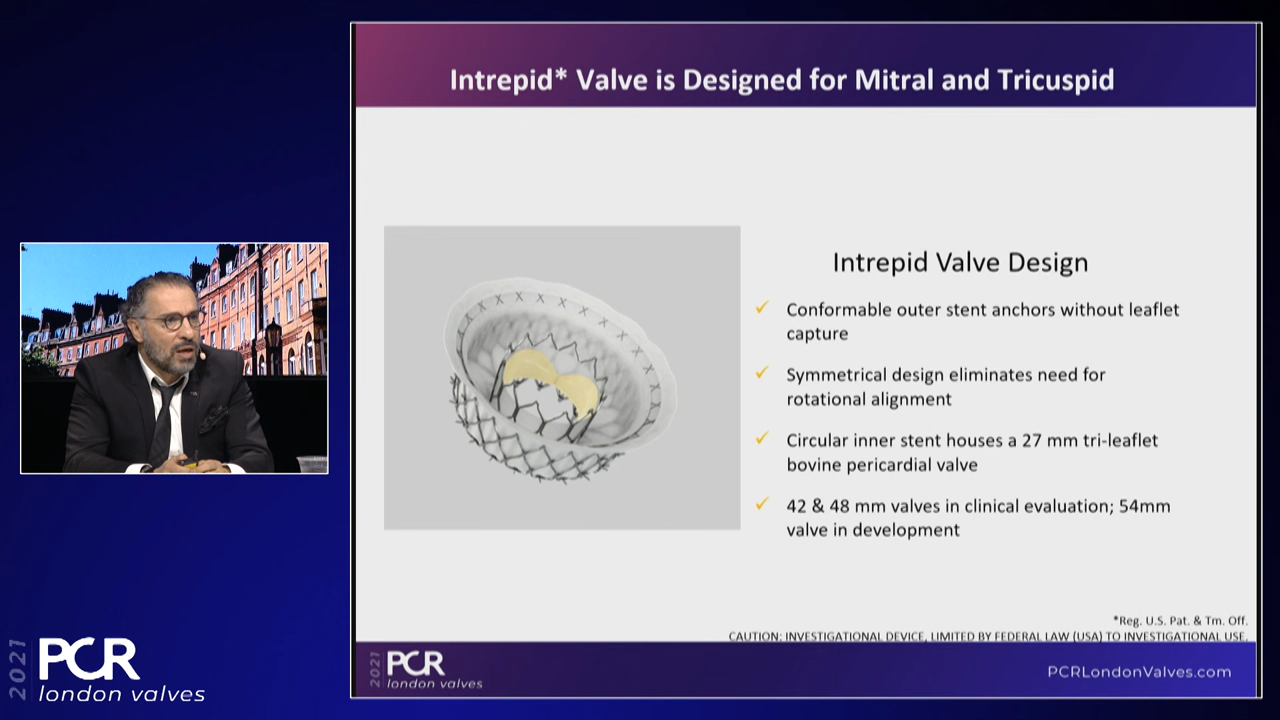 Intrepid* Valve is Designed for Mitral and Tricuspid
Intrepid Valve Design
✓ Conformable outer stent anchors without leaflet
capture
✓ Symmetrical design eliminates need for
rotational alignment
✓ Circular inner stent houses a 27 mm tri-leaflet
bovine pericardial valve
✓ 42 & 48 mm valves in clinical evaluation; 54mm
valve in development
*Reg. U.S. Pat. & Tm. Off.
CAUTION: INVESTIGATIONAL DEVICE, LIMITED BY FEDERAL LAW (USA) TO INVESTIGATIONAL USE.
2021
PCR
london valves
PCRLondonValves.com
2021
PCR
london valves